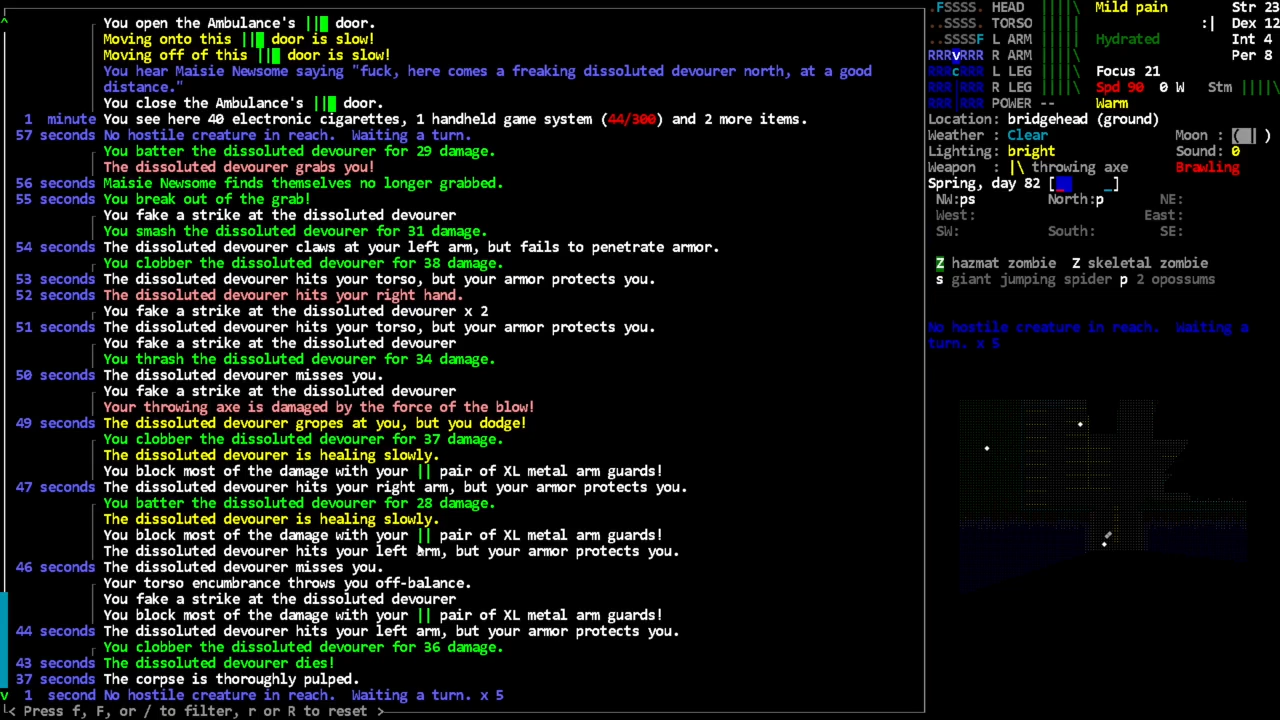 You open the Ambulance's || door.
Moving onto this || door is slow!
Moving off of this || door is slow!
You hear Maisie Newsome saying "fuck, here comes a freaking dissoluted devourer north, at a good
distance."
You close the Ambulance's || door.
1 minute You see here 40 electronic cigarettes, 1 handheld game system (44/300) and 2 more items.
57 seconds No hostile creature in reach.  Waiting a turn.
You batter the dissoluted devourer for 29 damage.
The dissoluted devourer grabs you!
56 seconds Maisie Newsome finds themselves no longer grabbed.
55 seconds You break out of the grab!
You fake a strike at the dissoluted devourer
You smash the dissoluted devourer for 31 damage.
54 seconds The dissoluted devourer claws at your left arm, but fails to penetrate armor.
You clobber the dissoluted devourer for 38 damage.
53 seconds The dissoluted devourer hits your torso, but your armor protects you.
52 seconds The dissoluted devourer hits your right hand.
You fake a strike at the dissoluted devourer x 2
51 seconds The dissoluted devourer hits your torso, but your armor protects you.
You fake a strike at the dissoluted devourer
You thrash the dissoluted devourer for 34 damage.
50 seconds The dissoluted devourer misses you.
You fake a strike at the dissoluted devourer
Your throwing axe is damaged by the force of the blow!
49 seconds The dissoluted devourer gropes at you, but you dodge!
You clobber the dissoluted devourer for 37 damage.
The dissoluted devourer is healing slowly.
You block most of the damage with your || pair of XL metal arm guards!
47 seconds The dissoluted devourer hits your right arm, but your armor protects you.
You batter the dissoluted devourer for 28 damage.
The dissoluted devourer is healing slowly.
You block most of the damage with your || pair of XL metal arm guards!
The dissoluted devourer hits your left arm, but your armor protects you.
46 seconds The dissoluted devourer misses you.
Your torso encumbrance throws you off-balance.
You fake a strike at the dissoluted devourer
You block most of the damage with your || pair of XL metal arm guards!
44 seconds The dissoluted devourer hits your left arm, but your armor protects you.
You clobber the dissoluted devourer for 36 damage.
43 seconds The dissoluted devourer dies!
37 seconds The corpse is thoroughly pulped.
1 second No hostile creature in reach.  Waiting a turn. x 5
< Press f, F, or / to filter, r or R to reset >
.FSSSS. HEAD ||||\ Mild pain Str 23
..SSSS. TORSO ||||\ :| Dex 12
..SSSSF L ARM ||||| Hydrated Int 4
RRRvRRR R ARM ||||\ Per 8
RRRcRRR L LEG ||||\ Focus 21
RRR|RRR R LEG ||||\ Spd 90 0 W Stm ||||\
RRR|RRR POWER -- Warm
Location: bridgehead (ground)
Weather : Clear Moon : ( )
Lighting: bright Sound: 0
Weapon : |\ throwing axe Brawling
Spring, day 82 [ _ _ ]
NW:ps North:p NE:
West: East:
SW: South: SE:
Z hazmat zombie Z skeletal zombie
s giant jumping spider p 2 opossums
No hostile creature in reach.  Waiting a
turn. x 5